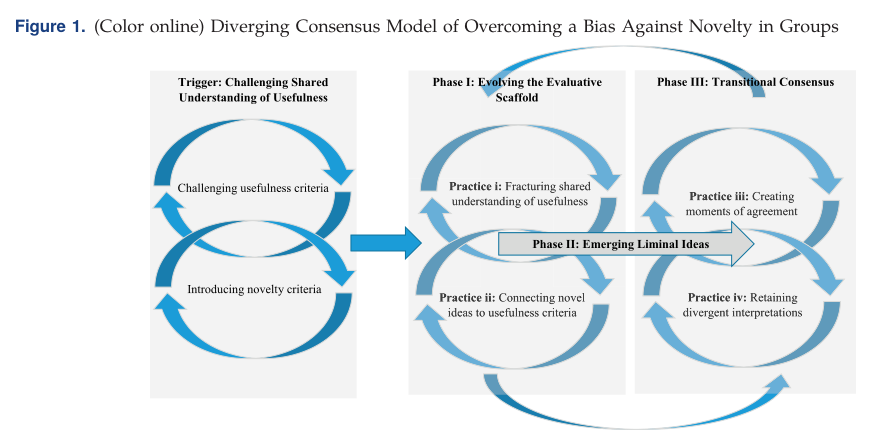 Figure 1. (Color online) Diverging Consensus Model of Overcoming a Bias Against Novelty in Groups
Trigger: Challenging Shared
Understanding of Usefulness
Challenging usefulness criteria
Introducing novelty criteria
Phase I: Evolving the Evaluative
Scaffold
Practice i: Fracturing shared
understanding of usefulness
Phase II: Emerging Liminal Ideas
Practice ii: Connecting novel
ideas to usefulness criteria
Phase III: Transitional Consensus
Practice iii: Creating
moments of agreement
Practice iv: Retaining
divergent interpretations